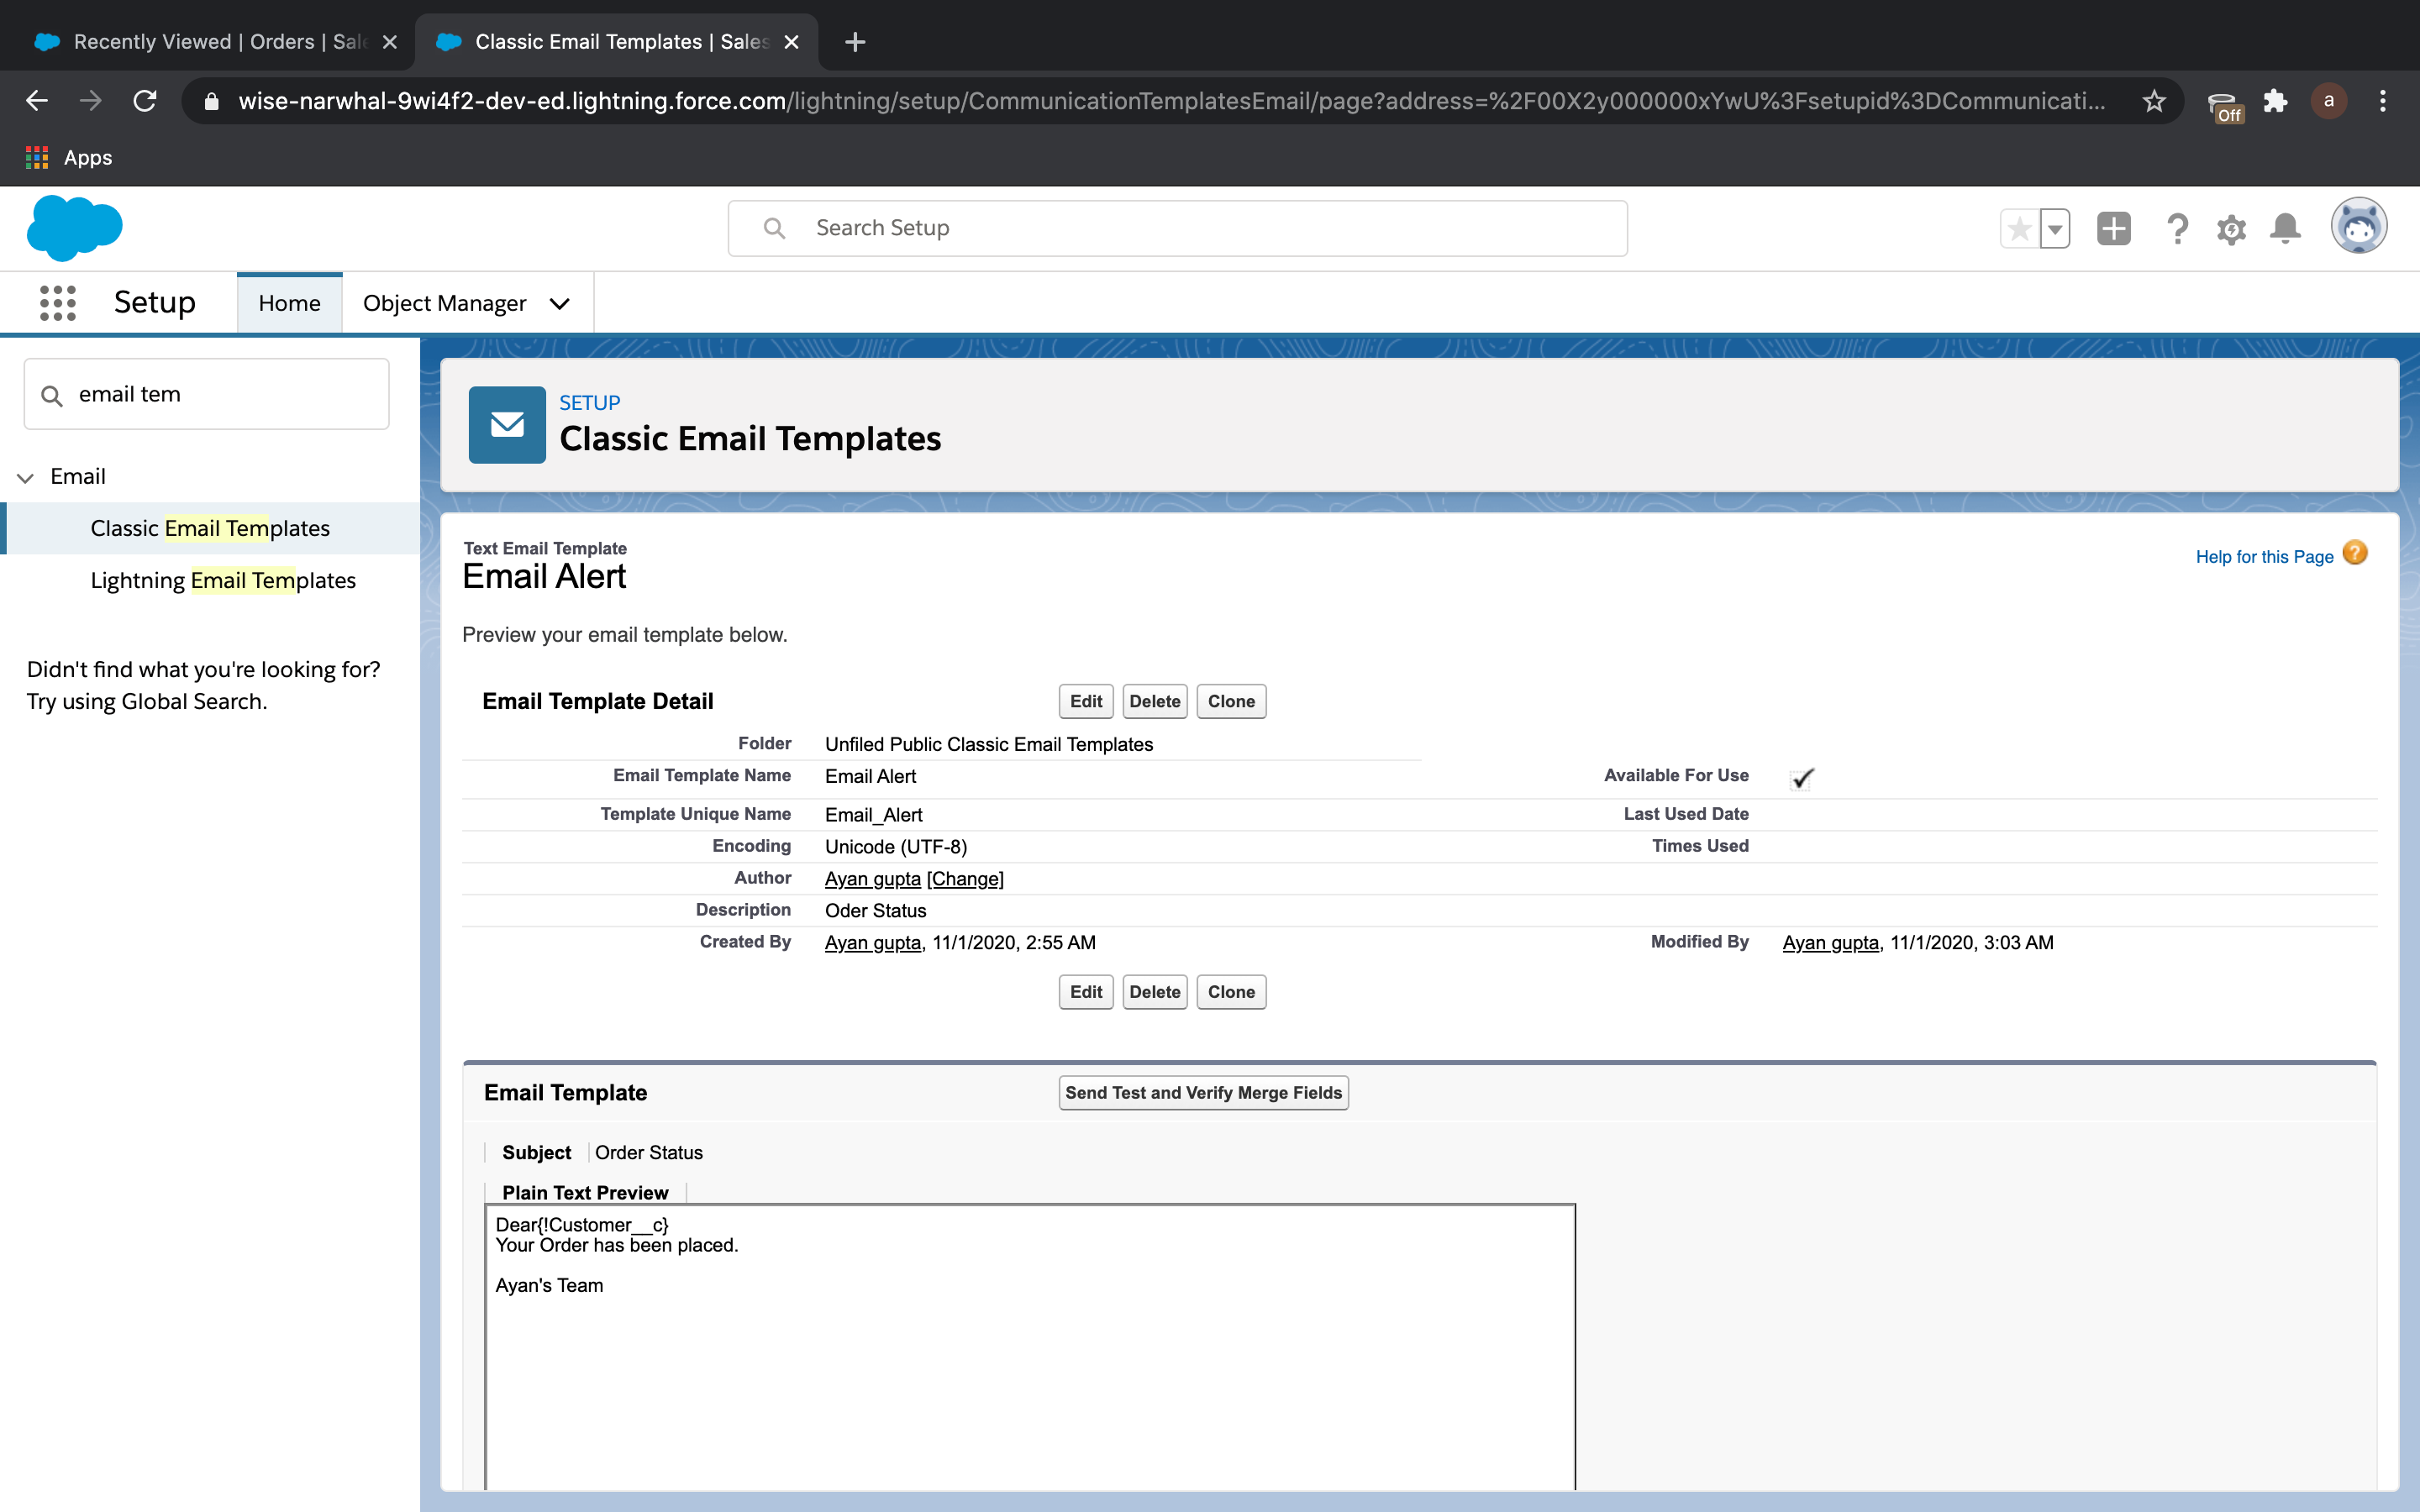 Recently Viewed | Orders | Sale
Classic Email Templates | Sales
wise-narwhal-9wi4f2-dev-ed.lightning.force.com/lightning/setup/CommunicationTemplatesEmail/page?address=%2F00X2y000000xYwU%3Fsetupid%3DCommunicati...
Off
a
Apps
Search Setup
Setup
Home
Object Manager
email tem
Email
Classic Email Templates
Lightning Email Templates
Didn't find what you're looking for?
Try using Global Search.
SETUP
Classic Email Templates
Text Email Template
Email Alert
Help for this Page ?
Preview your email template below.
Email Template Detail Edit Delete Clone
Folder Unfiled Public Classic Email Templates
Email Template Name Email Alert Available For Use
Template Unique Name Email_Alert Last Used Date
Encoding Unicode (UTF-8) Times Used
Author Ayan gupta [Change]
Description Oder Status
Created By Ayan gupta, 11/1/2020, 2:55 AM Modified By Ayan gupta, 11/1/2020, 3:03 AM
Edit Delete Clone
Email Template Send Test and Verify Merge Fields
Subject Order Status
Plain Text Preview
Dear{!Customer__c}
Your Order has been placed.
Ayan's Team